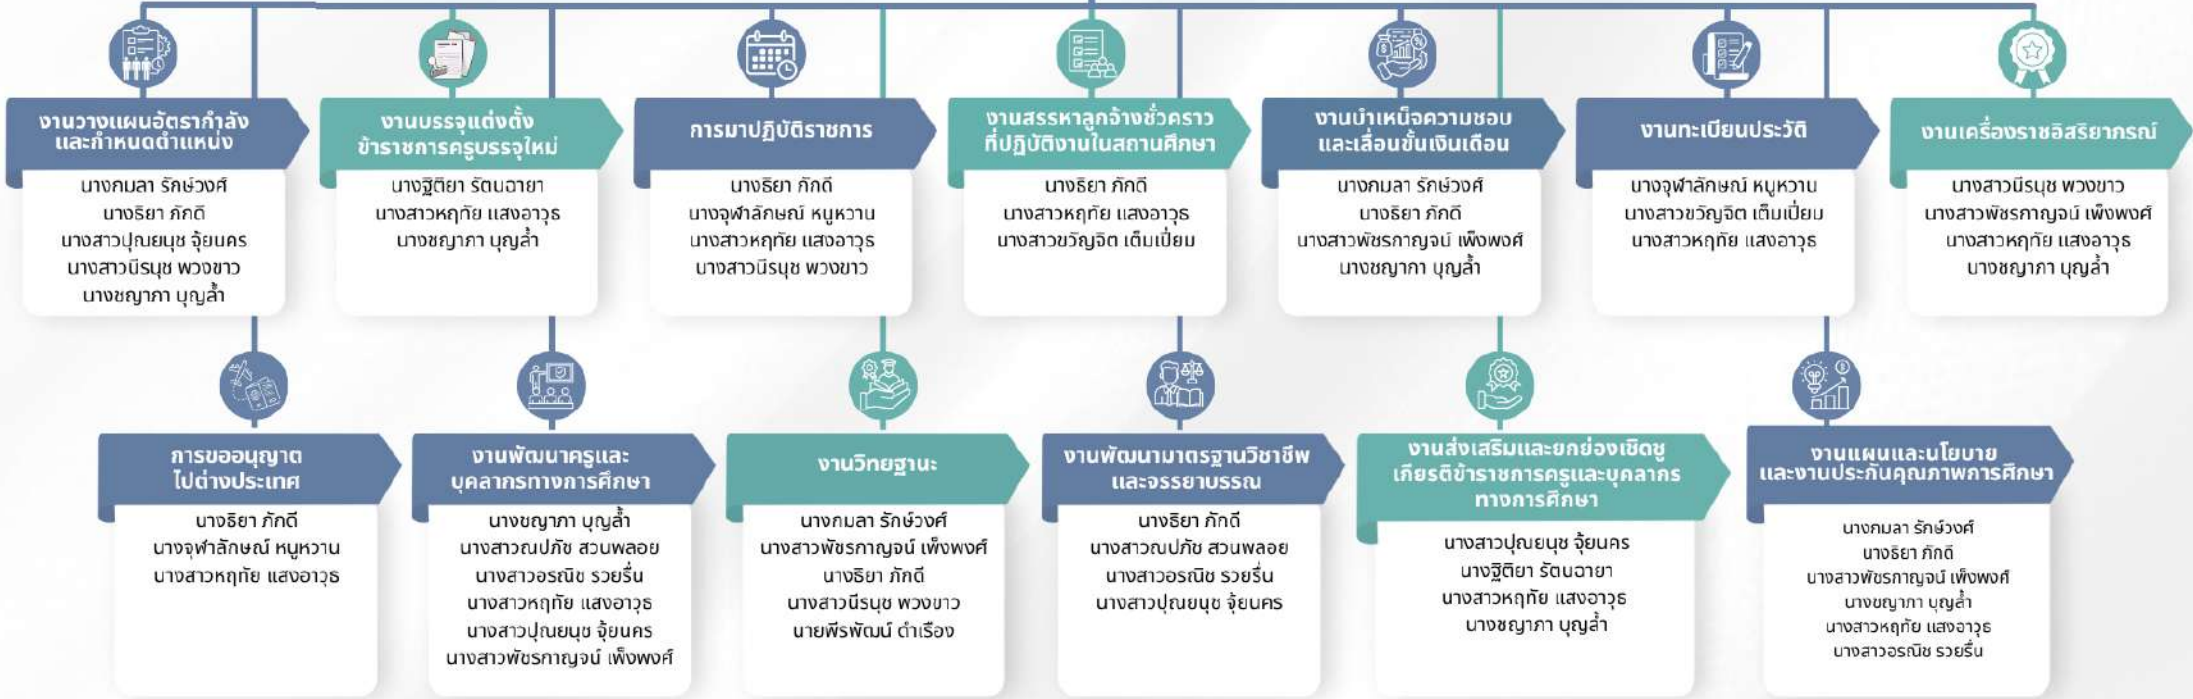 งานวางแผนอัตรากำลัง
และกำหนดตำแหน่ง
นางกมลา รักษ์วงศ์
นางธิยา ภักดี
นางสาวปุณยนุช จุ้ยนคร
นางสาวนีรนุช พวงขาว
นางชญาภา บุญล้ำ
งานบรรจุแต่งตั้ง
ข้าราชการครูบรรจุใหม่
นางฐิติยา รัตนฉายา
นางสาวหฤทัย แสงอาวุธ
นางชญาภา บุญล้ำ
การมาปฏิบัติราชการ
นางธิยา ภักดี
นางจุฬาลักษณ์ หนูหวาน
นางสาวหฤทัย แสงอาวุธ
นางสาวนีรนุช พวงขาว
งานสรรหาลูกจ้างชั่วคราว
ที่ปฏิบัติงานในสถานศึกษา
นางธิยา ภักดี
นางสาวหฤทัย แสงอาวุธ
นางสาวขวัญจิต เต็มเปี่ยม
งานบำเหน็จความชอบ
และเลื่อนขั้นเงินเดือน
นางกมลา รักษ์วงศ์
นางธิยา ภักดี
นางสาวพัชรกาญจน์ เพ็งพงศ์
นางชญาภา บุญล้ำ
งานทะเบียนประวัติ
นางจุฬาลักษณ์ หนูหวาน
นางสาวขวัญจิต เต็มเปี่ยม
นางสาวหฤทัย แสงอาวุธ
งานเครื่องราชอิสริยาภรณ์
นางสาวนีรนุช พวงขาว
นางสาวพัชรกาญจน์ เพ็งพงศ์
นางสาวหฤทัย แสงอาวุธ
นางชญาภา บุญล้ำ
การขออนุญาต
ไปต่างประเทศ
นางธิยา ภักดี
นางจุฬาลักษณ์ หนูหวาน
นางสาวหฤทัย แสงอาวุธ
งานพัฒนาครูและ
บุคลากรทางการศึกษา
นางชญาภา บุญล้ำ
นางสาวณปภัช สวนพลอย
นางสาวอรณิช รวยรื่น
นางสาวหฤทัย แสงอาวุธ
นางสาวปุณยนุช จุ้ยนคร
นางสาวพัชรกาญจน์ เพ็งพงศ์
งานวิทยฐานะ
นางกมลา รักษ์วงศ์
นางสาวพัชรกาญจน์ เพ็งพงศ์
นางธิยา ภักดี
นางสาวนีรนุช พวงขาว
นายพีรพัฒน์ ดำเรือง
งานพัฒนามาตรฐานวิชาชีพ
และจรรยาบรรณ
นางธิยา ภักดี
นางสาวณปภัช สวนพลอย
นางสาวอรณิช รวยรื่น
นางสาวปุณยนุช จุ้ยนคร
งานส่งเสริมและยกย่องเชิดชู
เกียรติข้าราชการครูและบุคลากร
ทางการศึกษา
นางสาวปุณยนุช จุ้ยนคร
นางฐิติยา รัตนฉายา
นางสาวหฤทัย แสงอาวุธ
นางชญาภา บุญล้ำ
งานแผนและนโยบาย
และงานประกันคุณภาพการศึกษา
นางกมลา รักษ์วงศ์
นางธิยา ภักดี
นางสาวพัชรกาญจน์ เพ็งพงศ์
นางชญาภา บุญล้ำ
นางสาวหฤทัย แสงอาวุธ
นางสาวอรณิช รวยรื่น